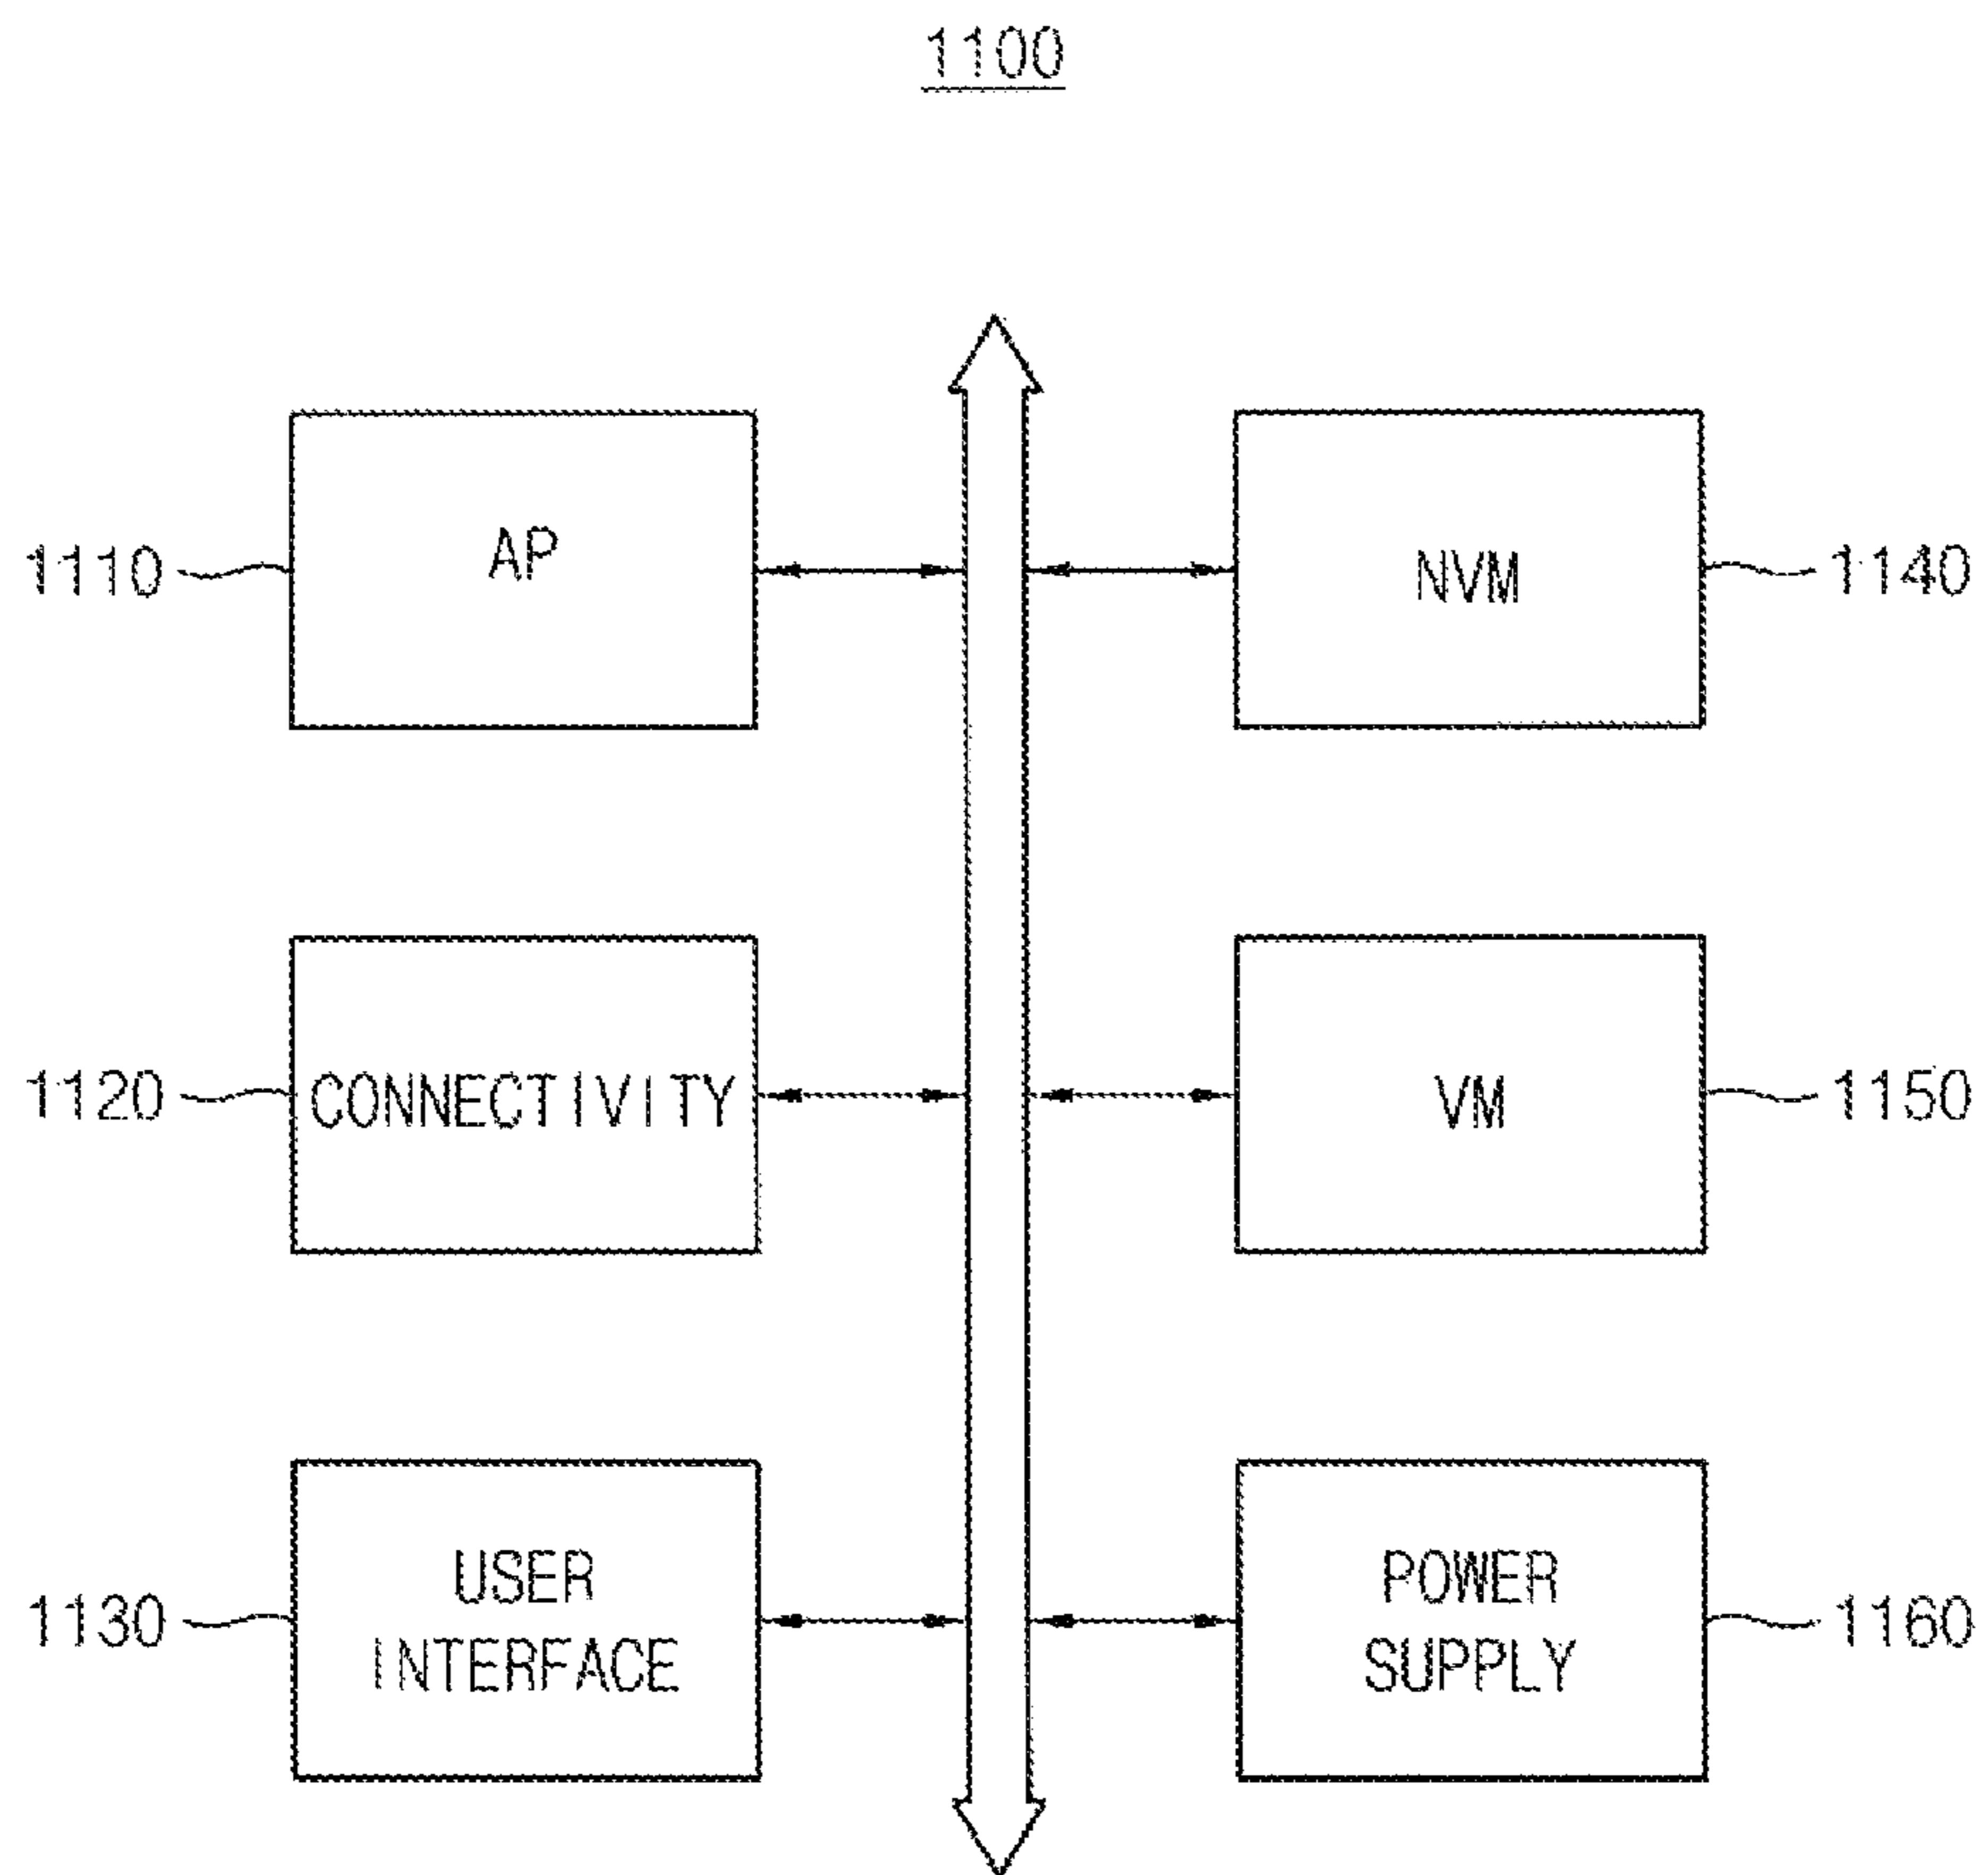 1100
1110
AP
NVM
1140
1120
CONNECTIVITY
VM
1150
1130
USER
INTERFACE
POWER
SUPPLY
1160